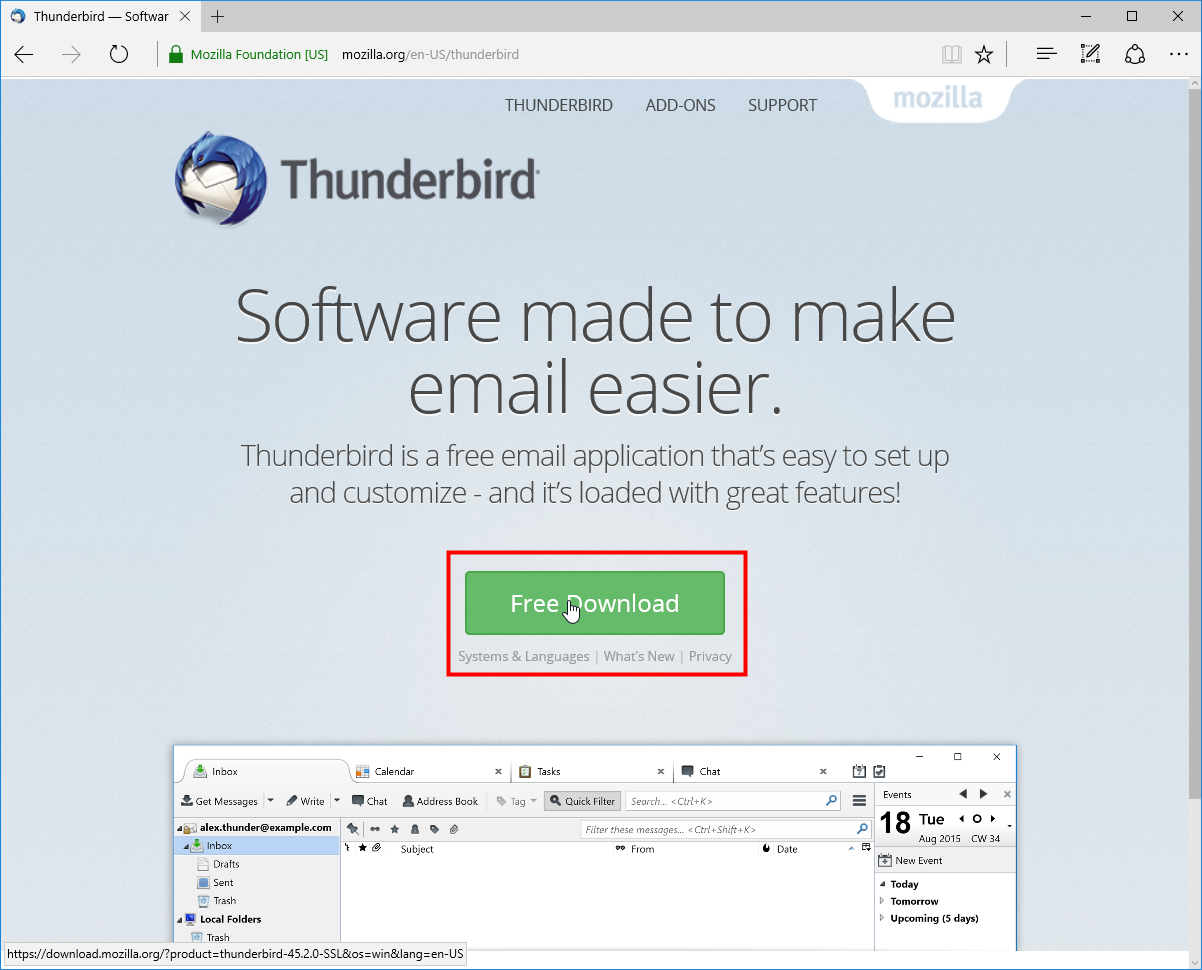 Thunderbird — Softwar
Mozilla Foundation [US] mozilla.org/en-US/thunderbird
THUNDERBIRD ADD-ONS SUPPORT mozilla
Thunderbird
Software made to make
email easier.
Thunderbird is a free email application that's easy to set up
and customize - and it's loaded with great features!
Free Download
Systems & Languages | What's New | Privacy
Inbox Calendar Tasks Chat
Get Messages Write Chat Address Book Tag Quick Filter Search... <Ctrl+K>
Events
18 Tue
Aug 2015 CW 34
alex.thunder@example.com
Filter these messages... <Ctrl+Shift+K>
Subject From Date
Inbox
Drafts
Sent
Trash
Local Folders
Trash
New Event
Today
Tomorrow
Upcoming (5 days)
https://download.mozilla.org/?product=thunderbird-45.2.0-SSL&os=win&lang=en-US